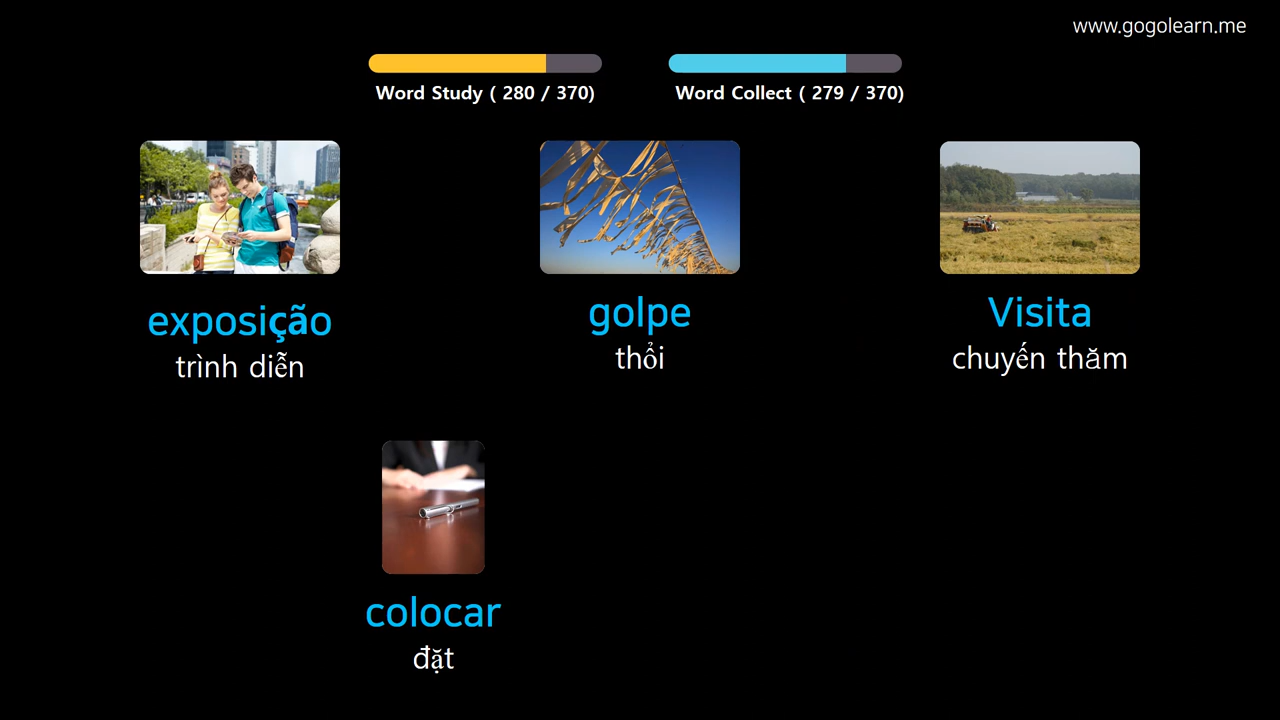 www.gogolearn.me
Word Study ( 280 / 370)
Word Collect ( 279 / 370)
exposição
trình diễn
golpe
thổi
Visita
chuyến thăm
colocar
đặt